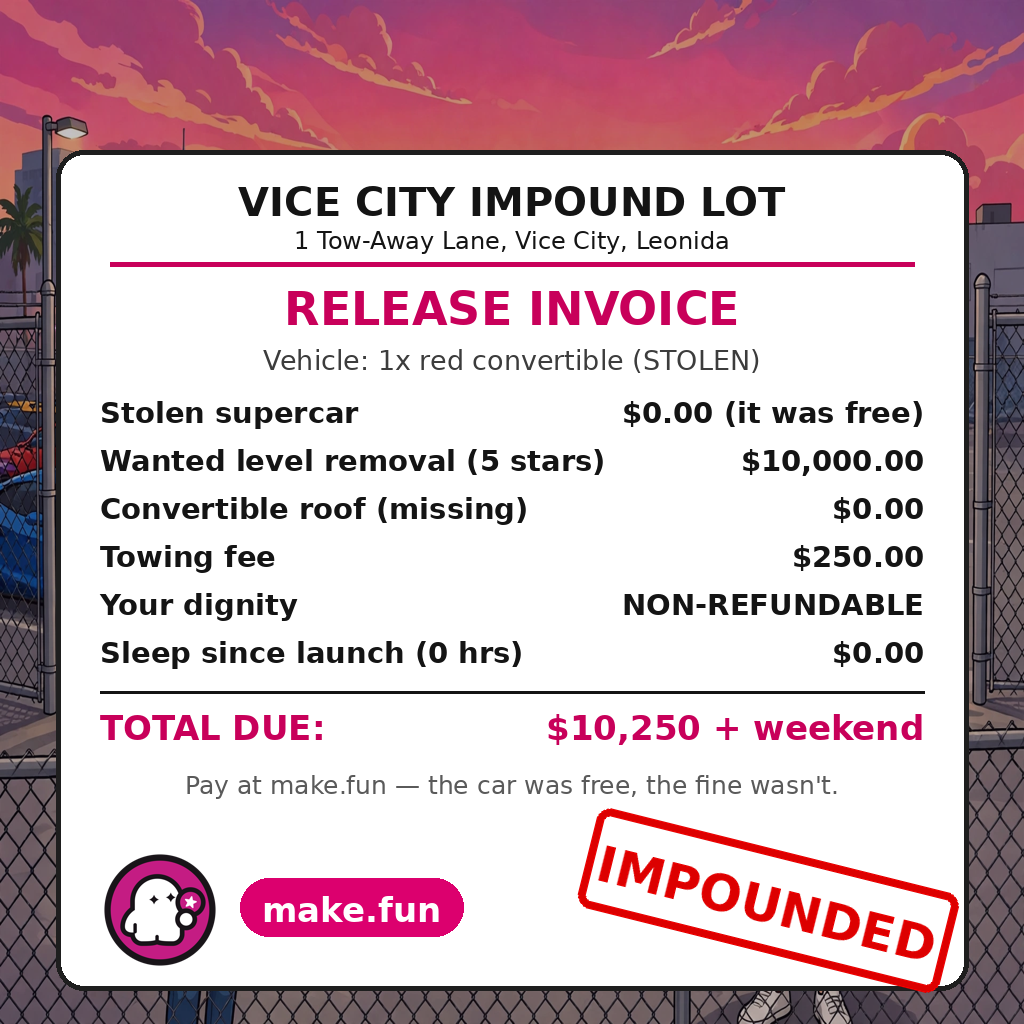 VICE CITY IMPOUND LOT
1 Tow-Away Lane, Vice City, Leonida
RELEASE INVOICE
Vehicle: 1x red convertible (STOLEN)
Stolen supercar $0.00 (it was free)
Wanted level removal (5 stars) $10,000.00
Convertible roof (missing) $0.00
Towing fee $250.00
Your dignity NON-REFUNDABLE
Sleep since launch (0 hrs) $0.00
TOTAL DUE: $10,250 + weekend
Pay at make.fun — the car was free, the fine wasn't.
make.fun
IMPOUNDED